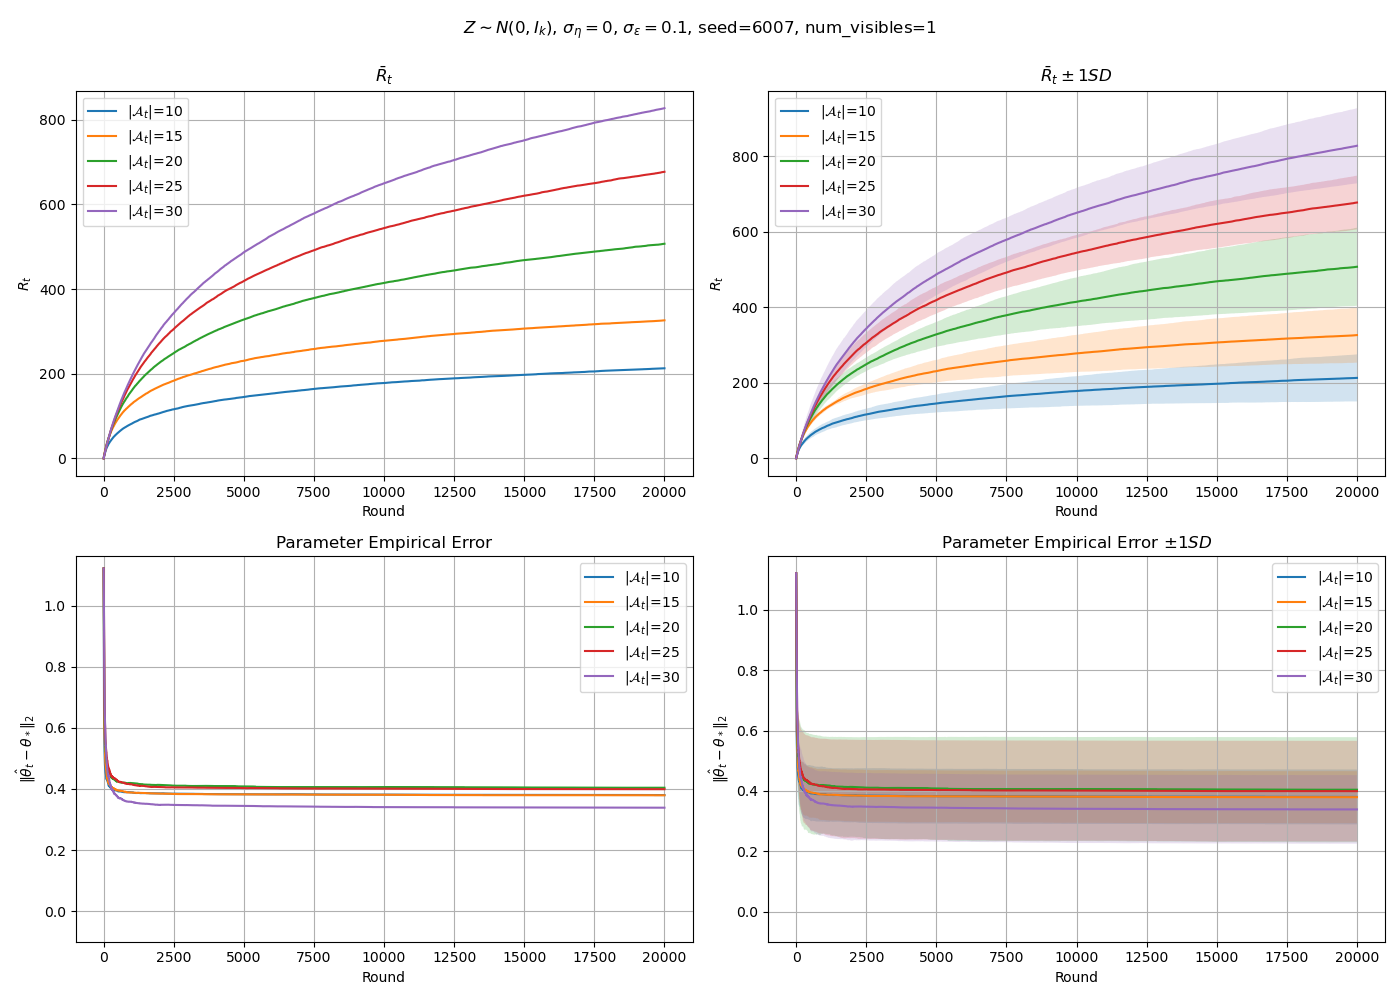 Z ∼ N(0, I_k), σ_η = 0, σ_ε = 0.1, seed=6007, num_visibles=1
R̄_t
R_t
800
600
400
200
0
|𝒜_t|=10
|𝒜_t|=15
|𝒜_t|=20
|𝒜_t|=25
|𝒜_t|=30
0 2500 5000 7500 10000 12500 15000 17500 20000
Round
R̄_t ± 1SD
R_t
800
600
400
200
0
|𝒜_t|=10
|𝒜_t|=15
|𝒜_t|=20
|𝒜_t|=25
|𝒜_t|=30
0 2500 5000 7500 10000 12500 15000 17500 20000
Round
Parameter Empirical Error
‖θ̂_t − θ_*‖_2
1.0
0.8
0.6
0.4
0.2
0.0
|𝒜_t|=10
|𝒜_t|=15
|𝒜_t|=20
|𝒜_t|=25
|𝒜_t|=30
0 2500 5000 7500 10000 12500 15000 17500 20000
Round
Parameter Empirical Error ±1SD
‖θ̂_t − θ_*‖_2
1.0
0.8
0.6
0.4
0.2
0.0
|𝒜_t|=10
|𝒜_t|=15
|𝒜_t|=20
|𝒜_t|=25
|𝒜_t|=30
0 2500 5000 7500 10000 12500 15000 17500 20000
Round